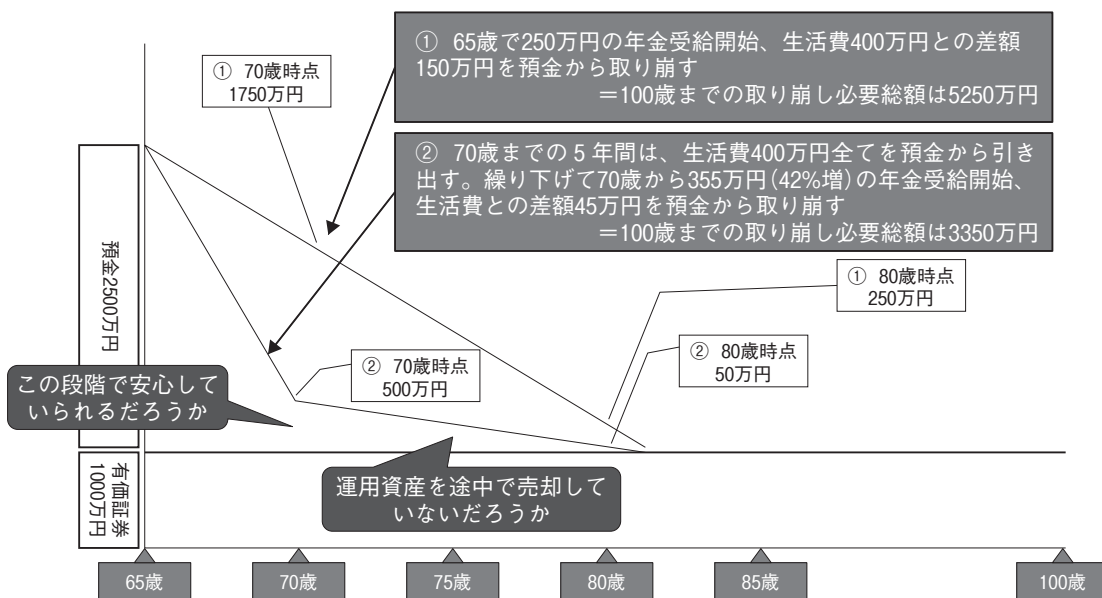 ① 65歳で250万円の年金受給開始、生活費400万円との差額
150万円を預金から取り崩す
＝100歳までの取り崩し必要総額は5250万円
① 70歳時点
1750万円
② 70歳までの5年間は、生活費400万円全てを預金から引き
出す。繰り下げて70歳から355万円（42%増）の年金受給開始、
生活費との差額45万円を預金から取り崩す
＝100歳までの取り崩し必要総額は3350万円
預金2500万円
① 80歳時点
250万円
② 80歳時点
50万円
② 70歳時点
500万円
この段階で安心して
いられるだろうか
有価証券
1000万円
運用資産を途中で売却して
いないだろうか
65歳
70歳
75歳
80歳
85歳
100歳